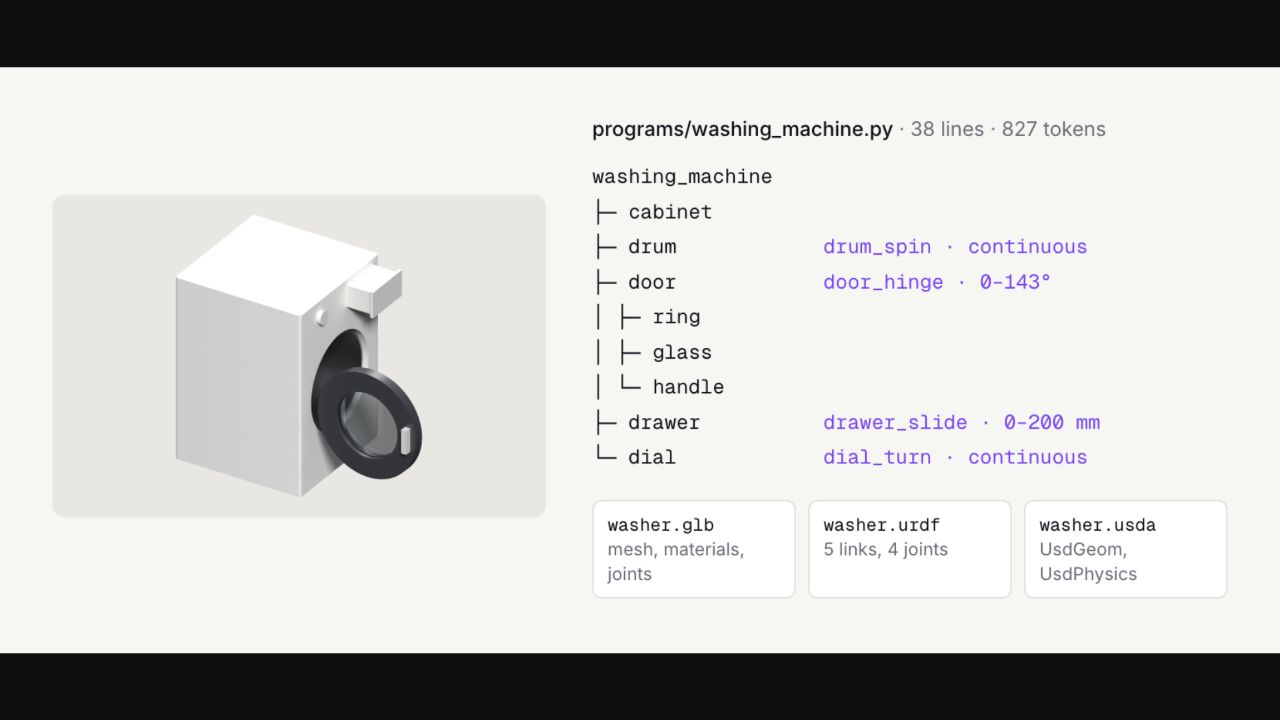 programs/washing_machine.py · 38 lines · 827 tokens
washing_machine
├─ cabinet
├─ drum drum_spin · continuous
├─ door door_hinge · 0–143°
│ ├─ ring
│ ├─ glass
│ └─ handle
├─ drawer drawer_slide · 0–200 mm
└─ dial dial_turn · continuous
washer.glb
mesh, materials,
joints
washer.urdf
5 links, 4 joints
washer.usda
UsdGeom,
UsdPhysics